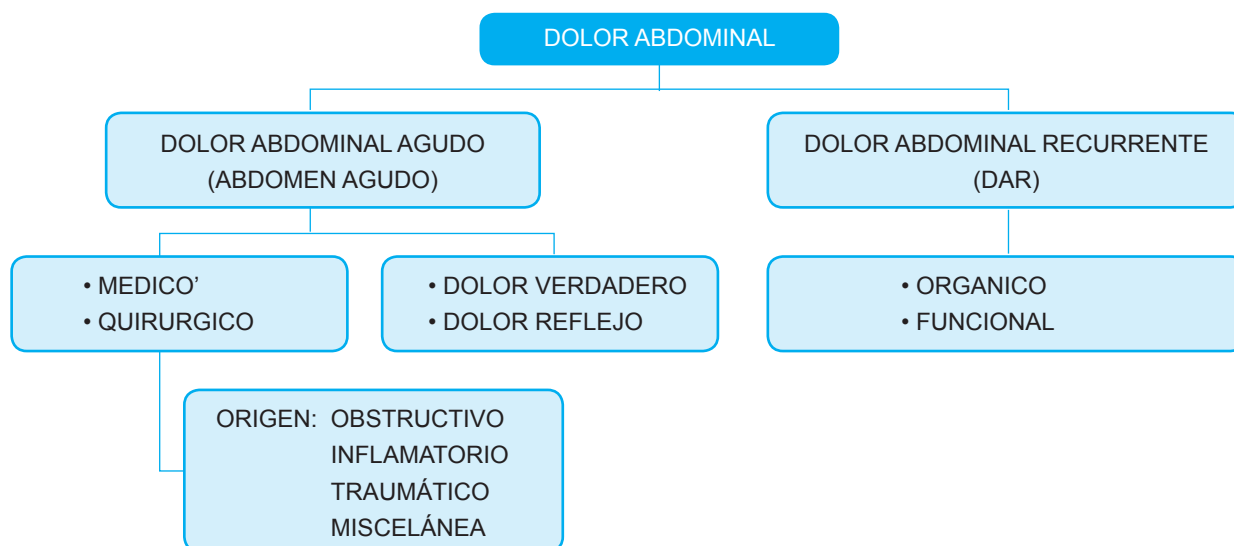 DOLOR ABDOMINAL
DOLOR ABDOMINAL AGUDO
(ABDOMEN AGUDO)
DOLOR ABDOMINAL RECURRENTE
(DAR)
• MEDICO’
• QUIRURGICO
• DOLOR VERDADERO
• DOLOR REFLEJO
• ORGANICO
• FUNCIONAL
ORIGEN: OBSTRUCTIVO
INFLAMATORIO
TRAUMÁTICO
MISCELÁNEA